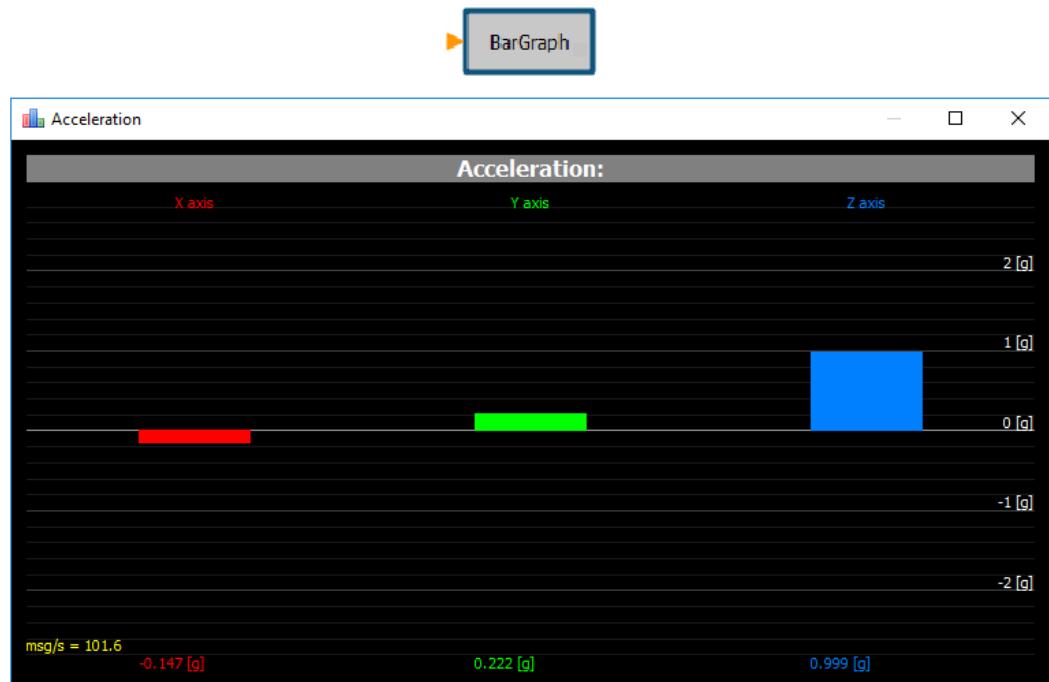 BarGraph
Acceleration
Acceleration:
X axis Y axis Z axis
2 [g]
1 [g]
0 [g]
-1 [g]
-2 [g]
msg/s = 101.6
-0.147 [g] 0.222 [g] 0.999 [g]